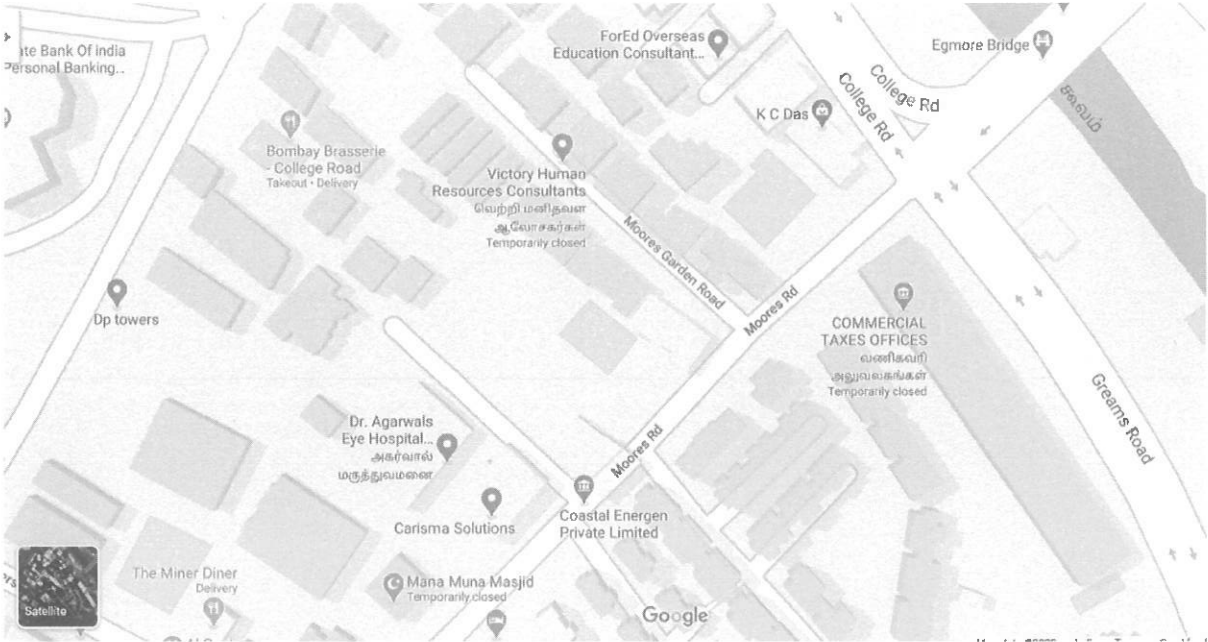 ate Bank Of India
Personal Banking..
ForEd Overseas
Education Consultant...
Egmore Bridge
College Rd
College Rd
கூவம்
K C Das
Bombay Brasserie
- College Road
Takeout • Delivery
Victory Human
Resources Consultants
வெற்றி மனிதவள
ஆலோசகர்கள்
Temporarily closed
Moores Garden Road
Moores Rd
Dp towers
COMMERCIAL
TAXES OFFICES
வணிகவரி
அலுவலகங்கள்
Temporarily closed
Greams Road
Dr. Agarwals
Eye Hospital...
அகர்வால்
மருத்துவமனை
Moores Rd
Carisma Solutions
Coastal Energen
Private Limited
The Miner Diner
Delivery
Mana Muna Masjid
Temporarily closed
Satellite
Google